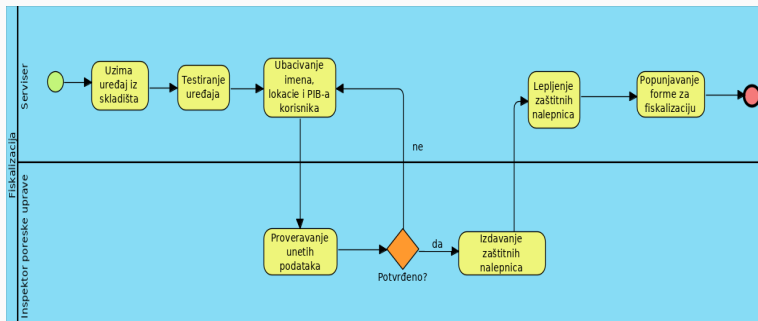 Fiskalizacija
Serviser
Uzima
uređaj iz
skladišta
Testiranje
uređaja
Ubacivanje
imena,
lokacie i PIB-a
korisnika
Lepljenje
zaštitnih
nalepnica
Popunjavanje
forme za
fiskalizaciju
ne
Inspektor poreske uprave
Proveravanje
unetih
podataka
Potvrđeno?
da
Izdavanje
zaštitnih
nalepnica